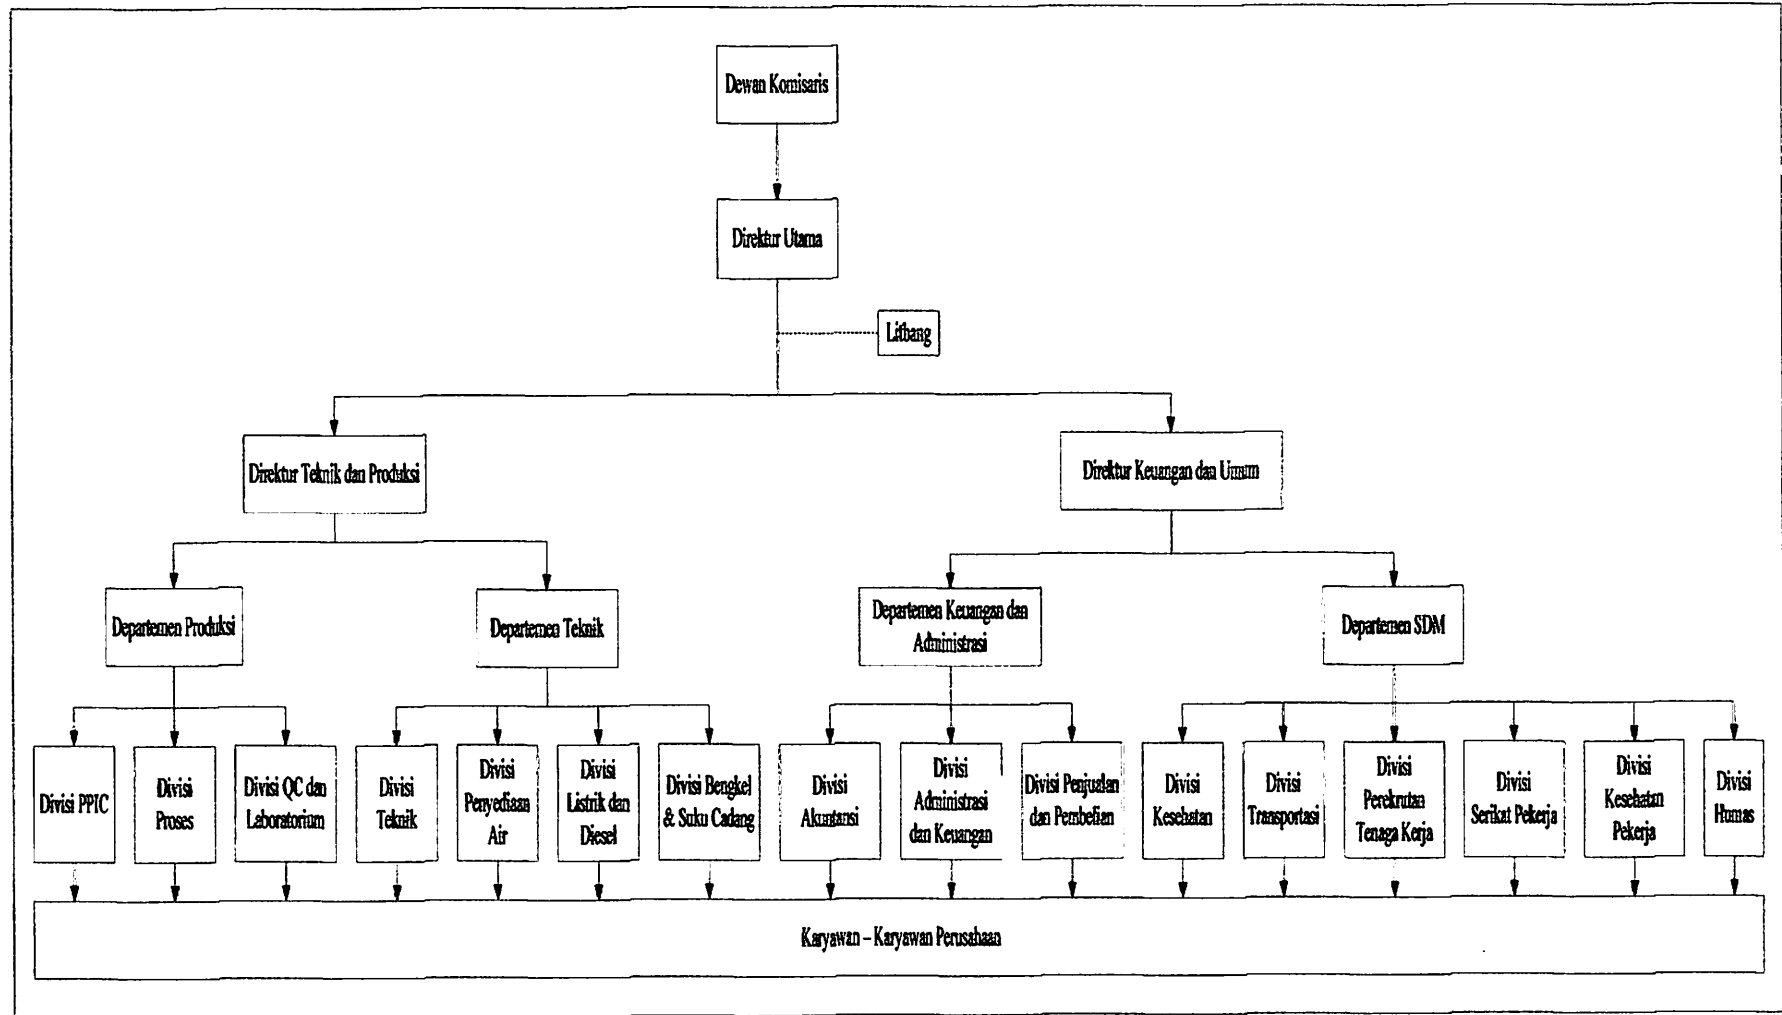 Dewan Komisaris
Direktur Utama
Litbang
Direktur Teknik dan Produksi
Direktur Keuangan dan Umum
Departemen Produksi
Departemen Teknik
Departemen Keuangan dan
Administrasi
Departemen SDM
Divisi PPIC
Divisi
Proses
Divisi QC dan
Laboratorium
Divisi
Teknik
Divisi
Penyediaan
Air
Divisi
Listrik dan
Diesel
Divisi Bengkel
& Suku Cadang
Divisi
Akuntansi
Divisi
Administrasi
dan Keuangan
Divisi Penjualan
dan Pembelian
Divisi
Kesehatan
Divisi
Transportasi
Divisi
Perekrutan
Tenaga Kerja
Divisi
Serikat Pekerja
Divisi
Kesehatan
Pekerja
Divisi
Humas
Karyawan – Karyawan Perusahaan